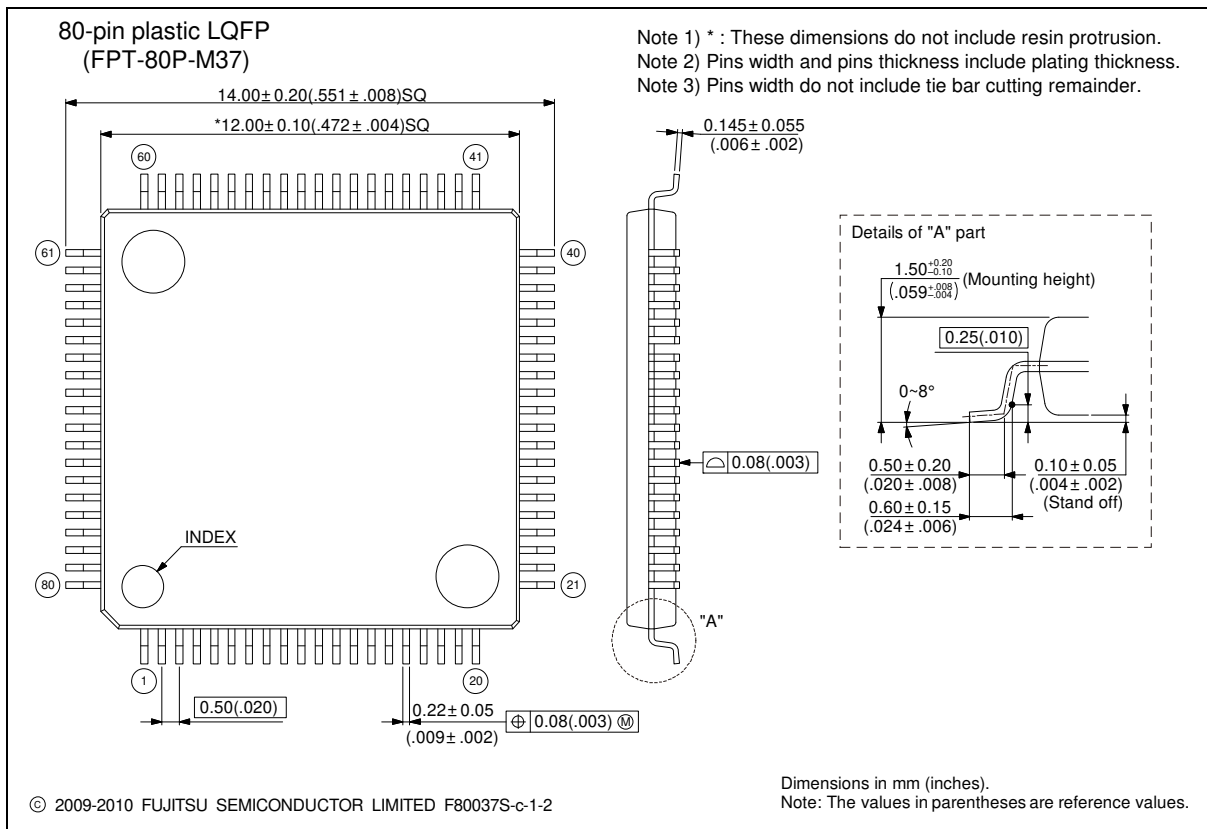 80-pin plastic LQFP
(FPT-80P-M37)
Note 1) * : These dimensions do not include resin protrusion.
Note 2) Pins width and pins thickness include plating thickness.
Note 3) Pins width do not include tie bar cutting remainder.
14.00±0.20(.551±.008)SQ
*12.00±0.10(.472±.004)SQ
60
41
61
40
80
21
INDEX
1
20
0.50(.020)
0.22±0.05
(.009±.002)
⌖ 0.08(.003) Ⓜ
0.145±0.055
(.006±.002)
⌓ 0.08(.003)
"A"
Details of "A" part
1.50 +0.20 –0.10
(.059 +.008 –.004)
(Mounting height)
0.25(.010)
0~8°
0.50±0.20
(.020±.008)
0.60±0.15
(.024±.006)
0.10±0.05
(.004±.002)
(Stand off)
© 2009-2010 FUJITSU SEMICONDUCTOR LIMITED F80037S-c-1-2
Dimensions in mm (inches).
Note: The values in parentheses are reference values.